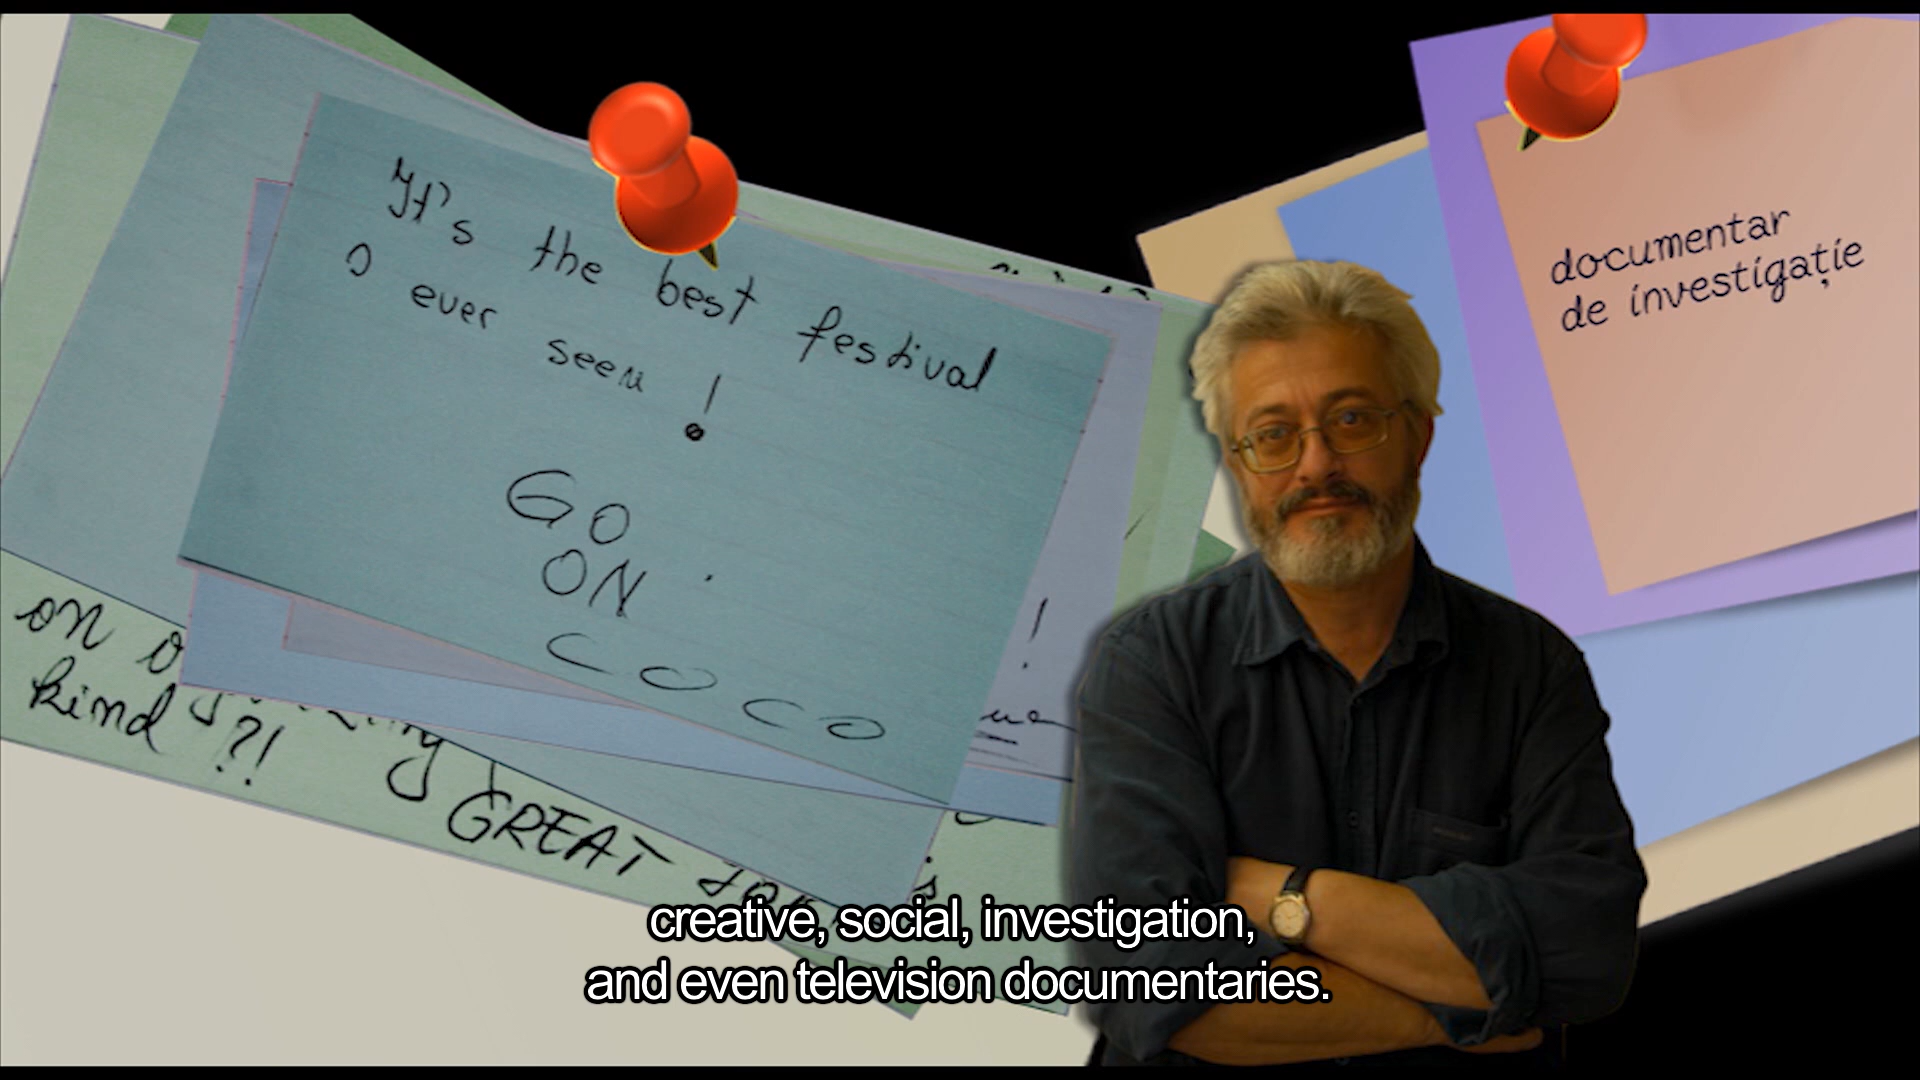 It's the best festival
I ever seen!
GO
ON
COCO
on o
kind ?!
GREAT
documentar
de investigație
creative, social, investigation,
and even television documentaries.